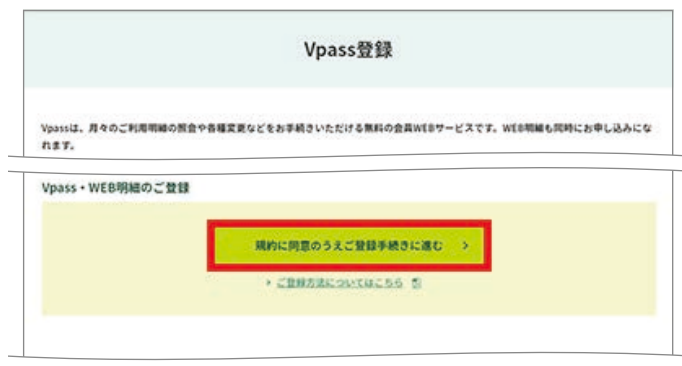 Vpass登録
Vpassは、月々のご利用明細の照会や各種変更などをお手続きいただける無料の会員WEBサービスです。WEB明細も同時にお申し込みにな
れます。
Vpass・WEB明細のご登録
規約に同意のうえご登録手続きに進む
ご登録方法についてはこちら